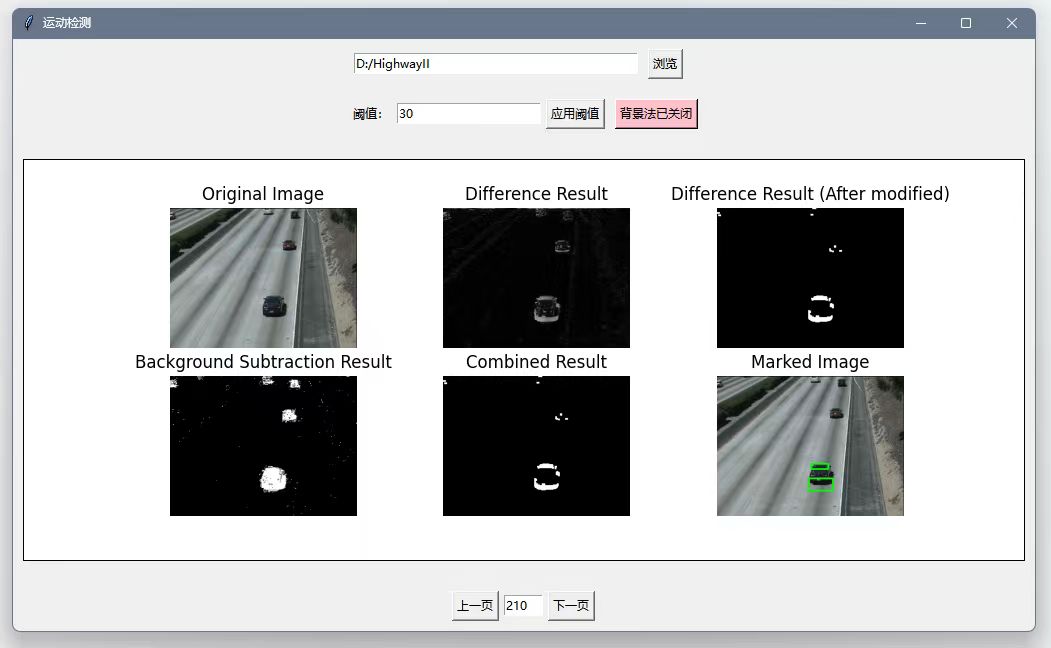 运动检测
D:/HighwayII 浏览
阈值: 30 应用阈值 背景法已关闭
Original Image Difference Result Difference Result (After modified)
Background Subtraction Result Combined Result Marked Image
上一页 210 下一页